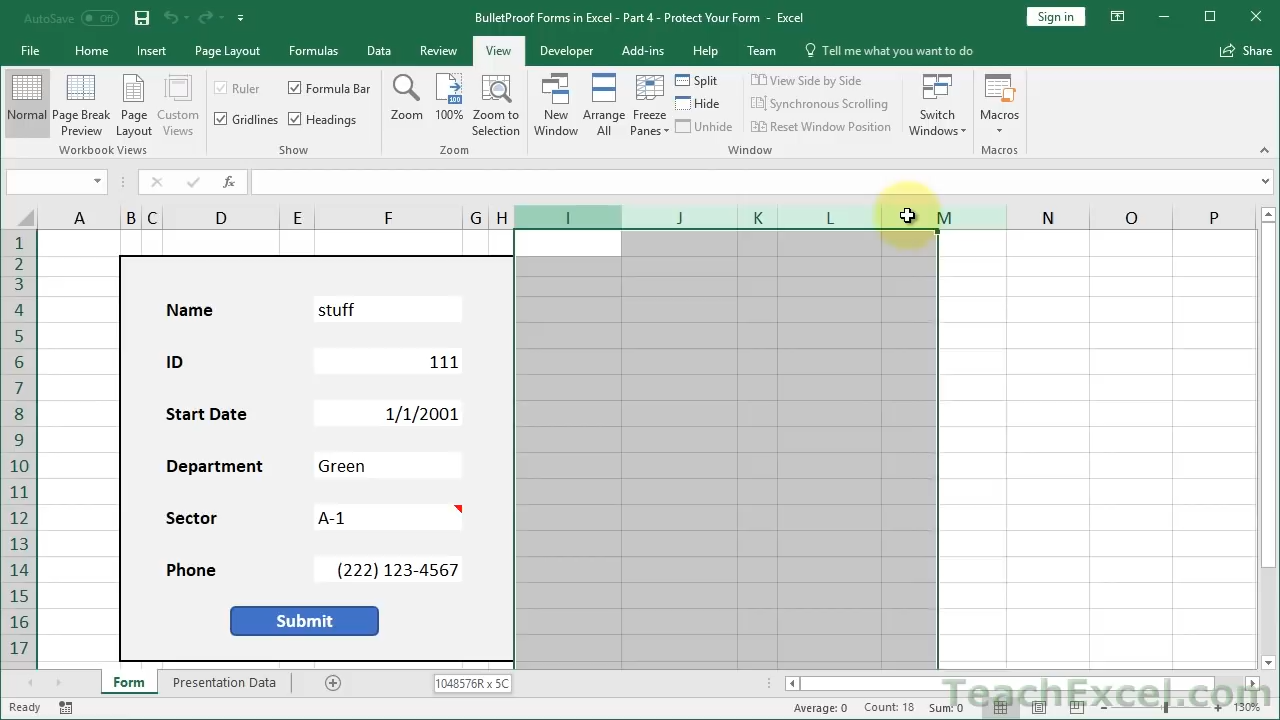 AutoSave Off
BulletProof Forms in Excel - Part 4 - Protect Your Form - Excel
Sign in
File Home Insert Page Layout Formulas Data Review View Developer Add-ins Help Team Tell me what you want to do Share
Normal
Page Break Preview
Page Layout
Custom Views
Workbook Views
Ruler
Formula Bar
Gridlines
Headings
Show
Zoom
100
100%
Zoom to Selection
Zoom
New Window
Arrange All
Freeze Panes
Split
Hide
Unhide
View Side by Side
Synchronous Scrolling
Reset Window Position
Switch Windows
Window
Macros
Macros
fx
A B C D E F G H I J K L M N O P
1
2
3
4 Name stuff
5
6 ID 111
7
8 Start Date 1/1/2001
9
10 Department Green
11
12 Sector A-1
13
14 Phone (222) 123-4567
15
16 Submit
17
Form Presentation Data 1048576R x 5C
TeachExcel.com
Ready Average: 0 Count: 18 Sum: 0 130%